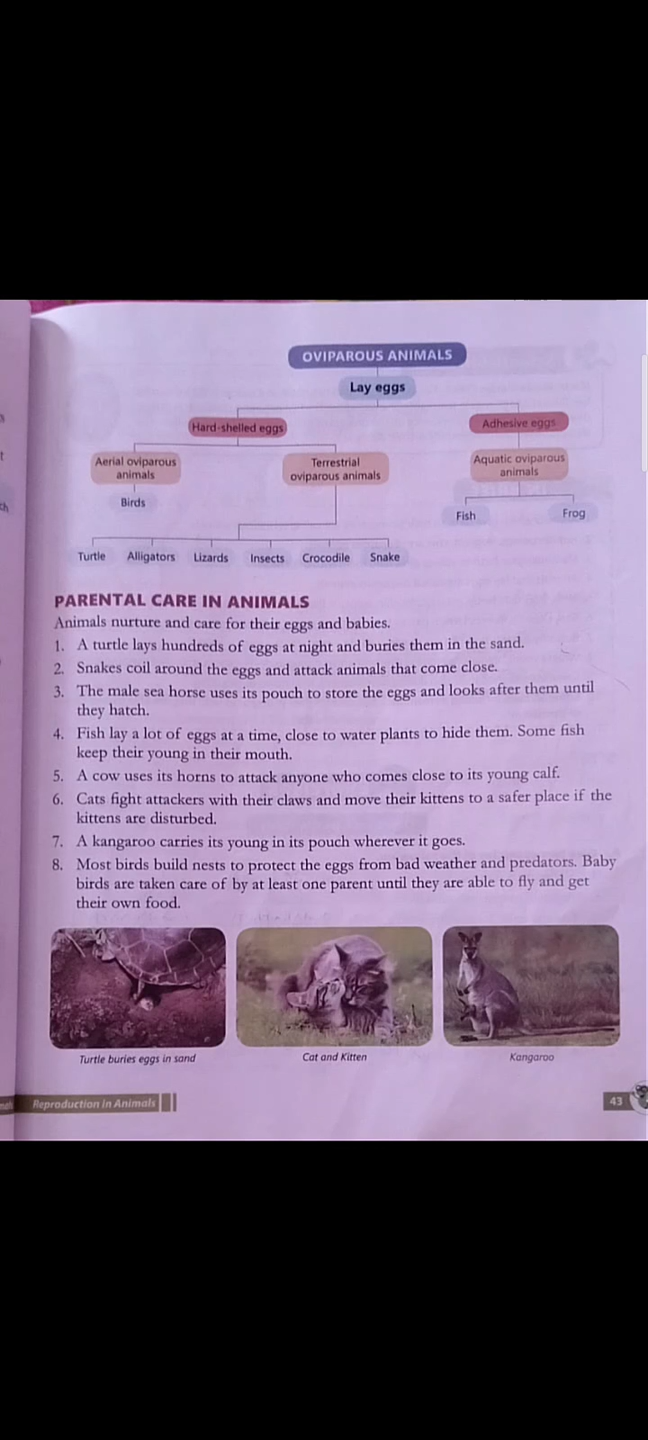 OVIPAROUS ANIMALS
Lay eggs
Hard-shelled eggs
Adhesive eggs
Aerial oviparous
animals
Terrestrial
oviparous animals
Aquatic oviparous
animals
Birds
Fish
Frog
Turtle
Alligators
Lizards
Insects
Crocodile
Snake
PARENTAL CARE IN ANIMALS
Animals nurture and care for their eggs and babies.
1. A turtle lays hundreds of eggs at night and buries them in the sand.
2. Snakes coil around the eggs and attack animals that come close.
3. The male sea horse uses its pouch to store the eggs and looks after them until
they hatch.
4. Fish lay a lot of eggs at a time, close to water plants to hide them. Some fish
keep their young in their mouth.
5. A cow uses its horns to attack anyone who comes close to its young calf.
6. Cats fight attackers with their claws and move their kittens to a safer place if the
kittens are disturbed.
7. A kangaroo carries its young in its pouch wherever it goes.
8. Most birds build nests to protect the eggs from bad weather and predators. Baby
birds are taken care of by at least one parent until they are able to fly and get
their own food.
Turtle buries eggs in sand
Cat and Kitten
Kangaroo
Reproduction in Animals
43